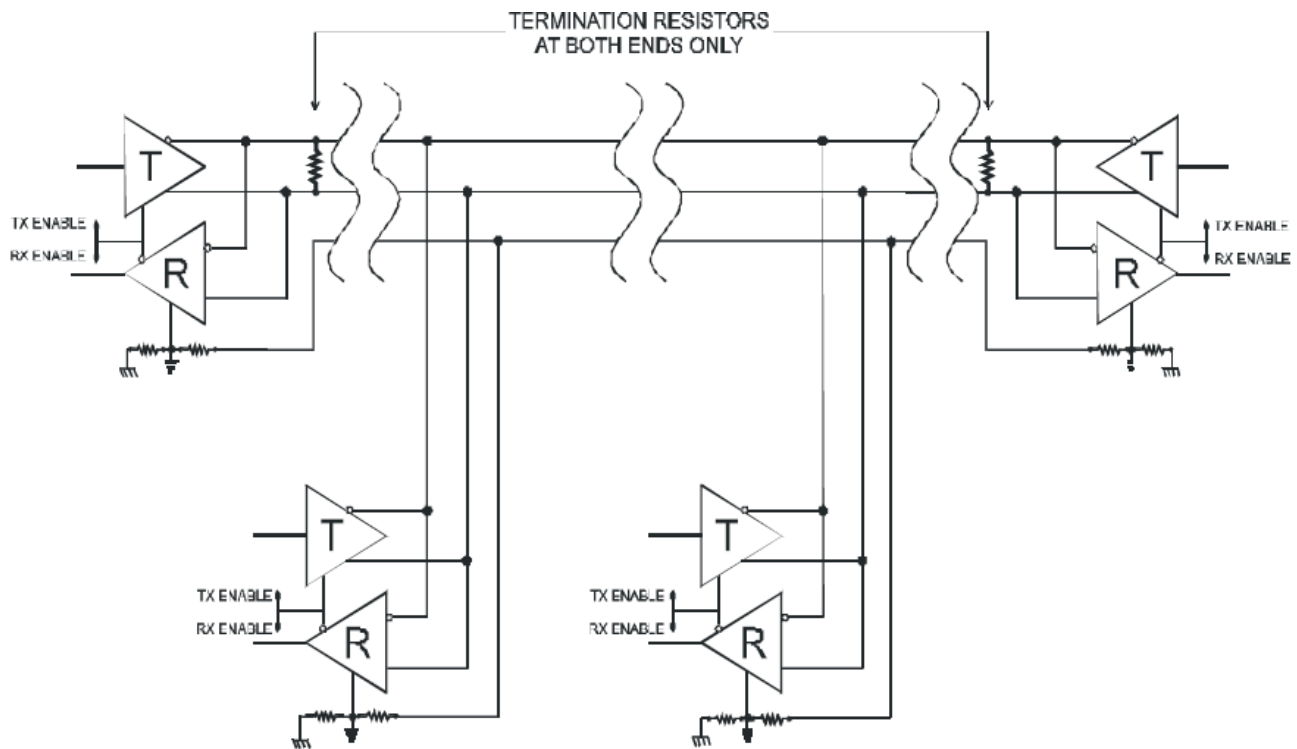 TERMINATION RESISTORS
AT BOTH ENDS ONLY
T
T
TX ENABLE
RX ENABLE
R
TX ENABLE
RX ENABLE
R
T
T
TX ENABLE
RX ENABLE
R
TX ENABLE
RX ENABLE
R